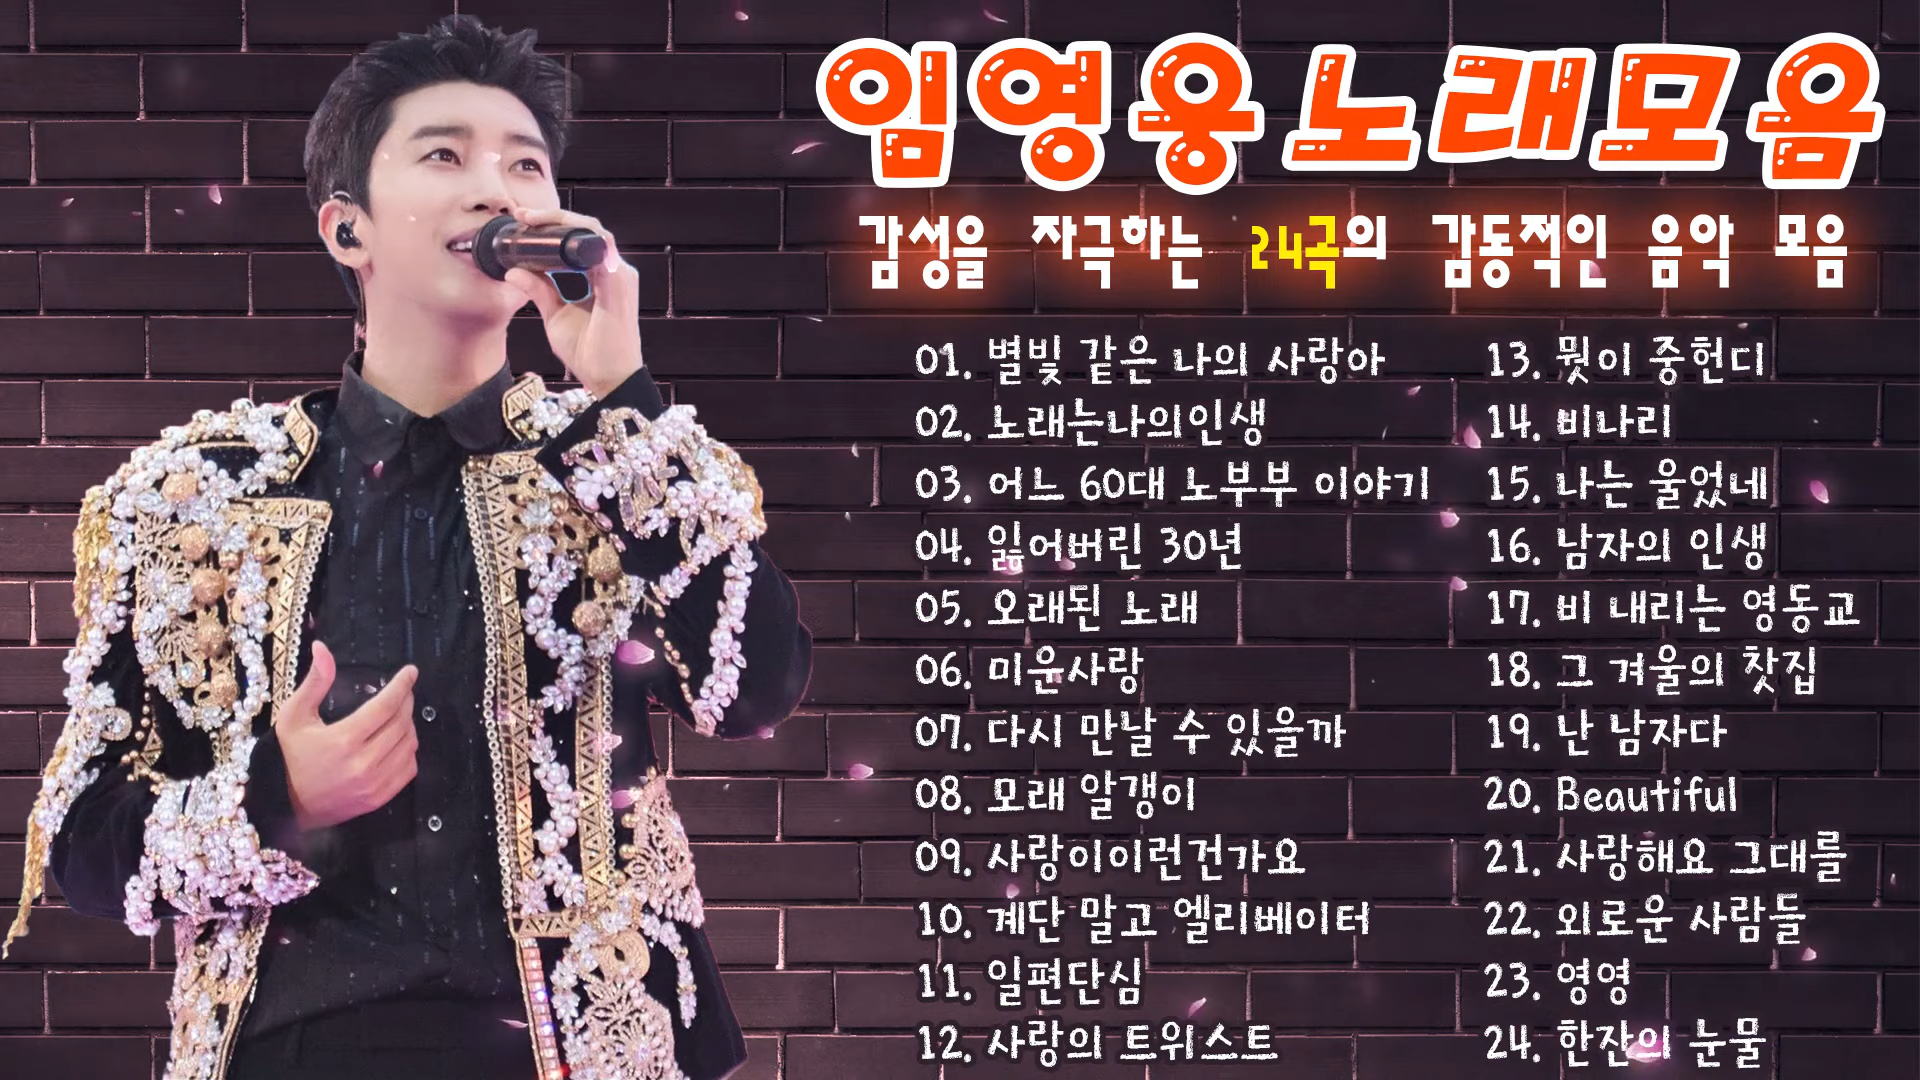 임영웅 노래모음
감성을 자극하는 24곡의 감동적인 음악 모음
01. 별빛 같은 나의 사랑아
02. 노래는나의인생
03. 어느 60대 노부부 이야기
04. 잃어버린 30년
05. 오래된 노래
06. 미운사랑
07. 다시 만날 수 있을까
08. 모래 알갱이
09. 사랑이이런건가요
10. 계단 말고 엘리베이터
11. 일편단심
12. 사랑의 트위스트
13. 뭣이 중헌디
14. 비나리
15. 나는 울었네
16. 남자의 인생
17. 비 내리는 영동교
18. 그 겨울의 찻집
19. 난 남자다
20. Beautiful
21. 사랑해요 그대를
22. 외로운 사람들
23. 영영
24. 한잔의 눈물